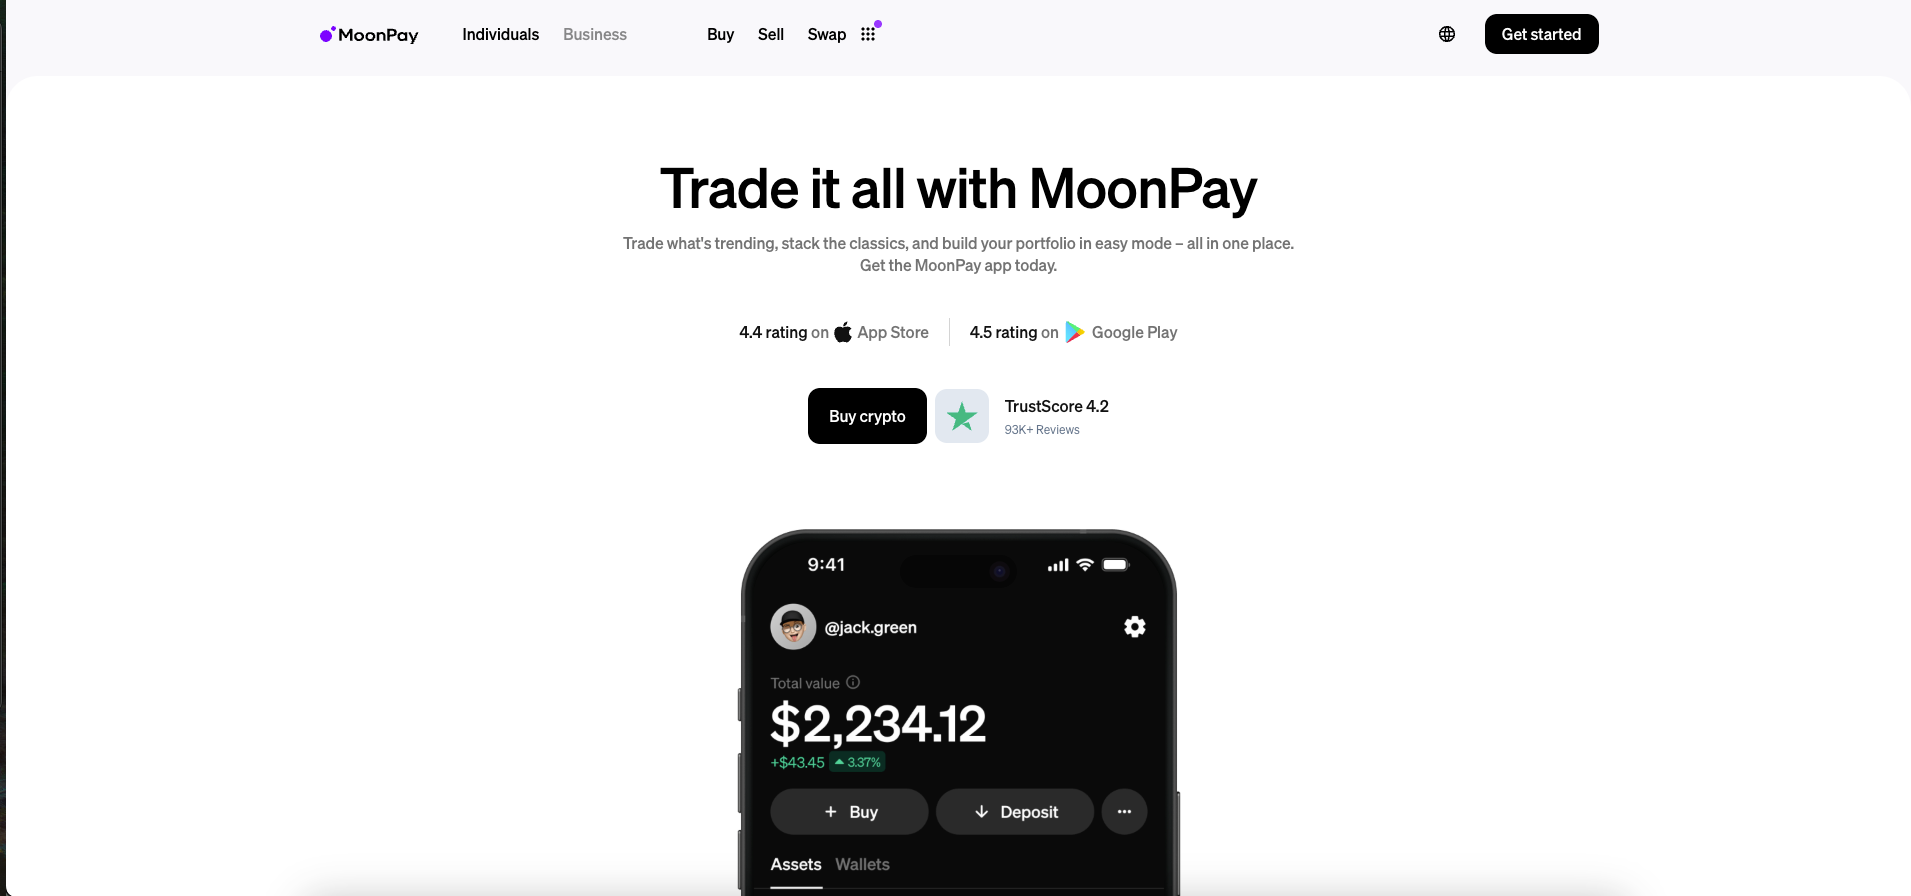 MoonPay Individuals Business Buy Sell Swap Get started
Trade it all with MoonPay
Trade what's trending, stack the classics, and build your portfolio in easy mode – all in one place.
Get the MoonPay app today.
4.4 rating on App Store 4.5 rating on Google Play
Buy crypto
TrustScore 4.2
93K+ Reviews
9:41
@jack.green
Total value
$2,234.12
+$43.45 3.37%
+ Buy Deposit
Assets Wallets